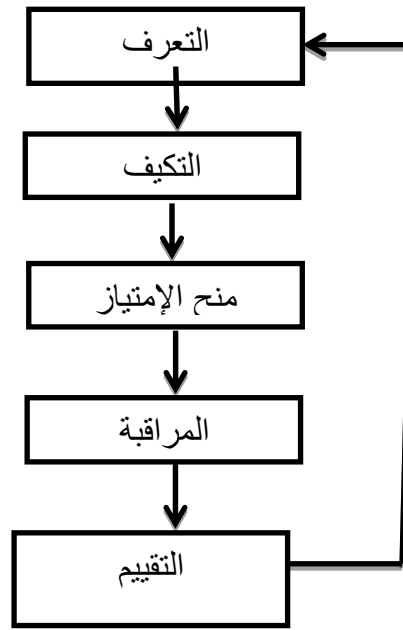 التعرف
التكيف
منح الإمتياز
المراقبة
التقييم